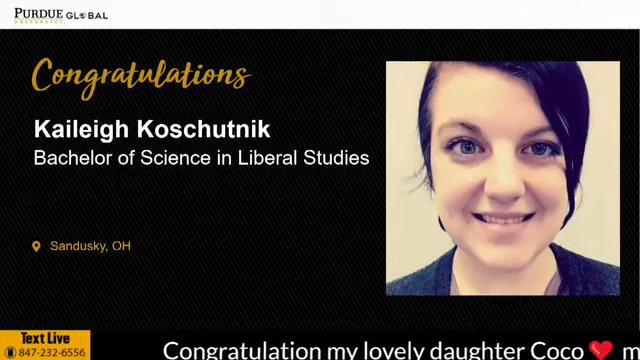 PURDUE GLOBAL
UNIVERSITY
Congratulations
Kaileigh Koschutnik
Bachelor of Science in Liberal Studies
Sandusky, OH
Text Live
847-232-6556
Congratulation my lovely daughter Coco ❤️ m